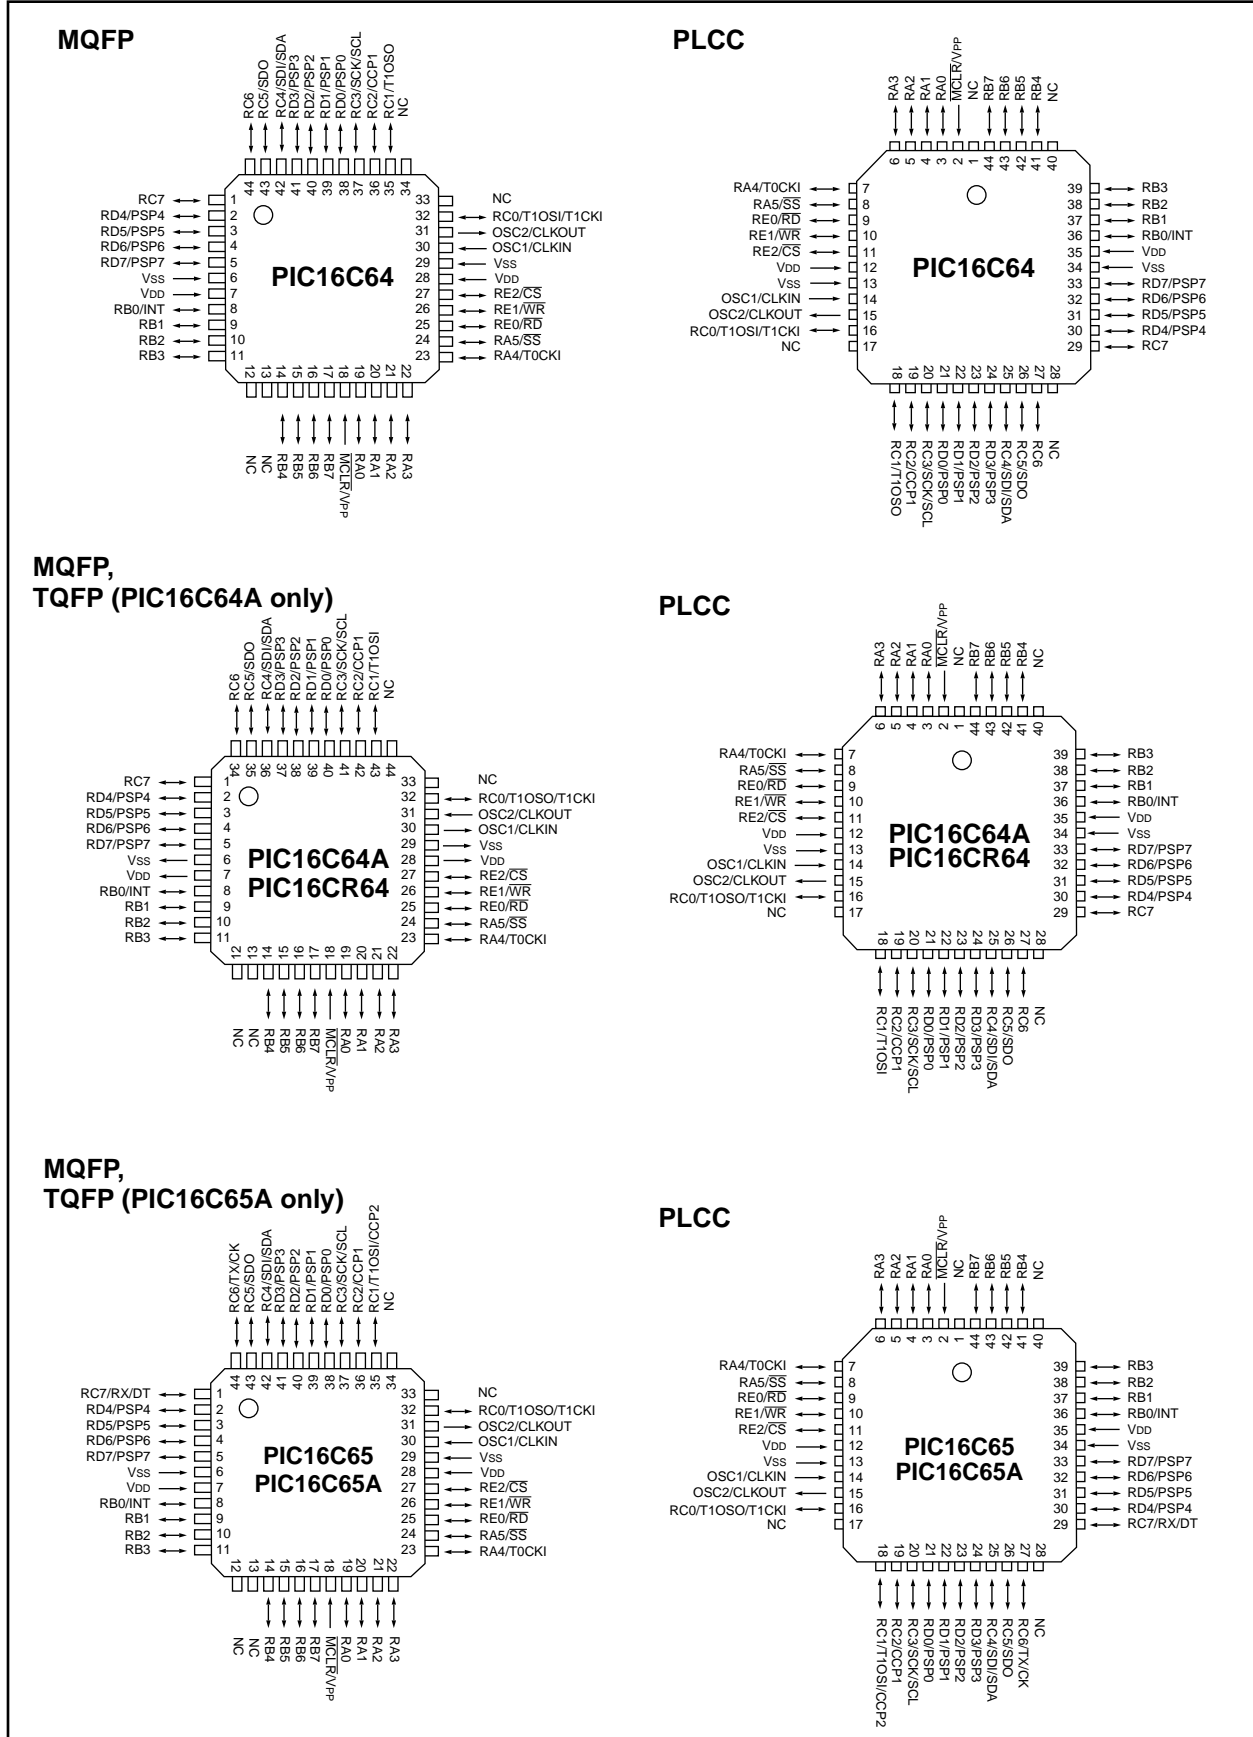 MQFP
RC6
RC5/SDO
RC4/SDI/SDA
RD3/PSP3
RD2/PSP2
RD1/PSP1
RD0/PSP0
RC3/SCK/SCL
RC2/CCP1
RC1/T1OSO
NC
44 43 42 41 40 39 38 37 36 35 34
RC7 1
RD4/PSP4 2
RD5/PSP5 3
RD6/PSP6 4
RD7/PSP7 5
VSS 6
VDD 7
RB0/INT 8
RB1 9
RB2 10
RB3 11
PIC16C64
33 NC
32 RC0/T1OSI/T1CKI
31 OSC2/CLKOUT
30 OSC1/CLKIN
29 VSS
28 VDD
27 RE2/CS
26 RE1/WR
25 RE0/RD
24 RA5/SS
23 RA4/T0CKI
12 13 14 15 16 17 18 19 20 21 22
NC
NC
RB4
RB5
RB6
RB7
MCLR/VPP
RA0
RA1
RA2
RA3
PLCC
RA3
RA2
RA1
RA0
MCLR/VPP
NC
RB7
RB6
RB5
RB4
NC
6 5 4 3 2 1 44 43 42 41 40
RA4/T0CKI 7
RA5/SS 8
RE0/RD 9
RE1/WR 10
RE2/CS 11
VDD 12
VSS 13
OSC1/CLKIN 14
OSC2/CLKOUT 15
RC0/T1OSI/T1CKI 16
NC 17
PIC16C64
39 RB3
38 RB2
37 RB1
36 RB0/INT
35 VDD
34 VSS
33 RD7/PSP7
32 RD6/PSP6
31 RD5/PSP5
30 RD4/PSP4
29 RC7
18 19 20 21 22 23 24 25 26 27 28
RC1/T1OSO
RC2/CCP1
RC3/SCK/SCL
RD0/PSP0
RD1/PSP1
RD2/PSP2
RD3/PSP3
RC4/SDI/SDA
RC5/SDO
RC6
NC
MQFP,
TQFP (PIC16C64A only)
RC6
RC5/SDO
RC4/SDI/SDA
RD3/PSP3
RD2/PSP2
RD1/PSP1
RD0/PSP0
RC3/SCK/SCL
RC2/CCP1
RC1/T1OSI
NC
34 35 36 37 38 39 40 41 42 43 44
RC7 1
RD4/PSP4 2
RD5/PSP5 3
RD6/PSP6 4
RD7/PSP7 5
VSS 6
VDD 7
RB0/INT 8
RB1 9
RB2 10
RB3 11
PIC16C64A
PIC16CR64
33 NC
32 RC0/T1OSO/T1CKI
31 OSC2/CLKOUT
30 OSC1/CLKIN
29 VSS
28 VDD
27 RE2/CS
26 RE1/WR
25 RE0/RD
24 RA5/SS
23 RA4/T0CKI
12 13 14 15 16 17 18 19 20 21 22
NC
NC
RB4
RB5
RB6
RB7
MCLR/VPP
RA0
RA1
RA2
RA3
PLCC
RA3
RA2
RA1
RA0
MCLR/VPP
NC
RB7
RB6
RB5
RB4
NC
6 5 4 3 2 1 44 43 42 41 40
RA4/T0CKI 7
RA5/SS 8
RE0/RD 9
RE1/WR 10
RE2/CS 11
VDD 12
VSS 13
OSC1/CLKIN 14
OSC2/CLKOUT 15
RC0/T1OSO/T1CKI 16
NC 17
PIC16C64A
PIC16CR64
39 RB3
38 RB2
37 RB1
36 RB0/INT
35 VDD
34 VSS
33 RD7/PSP7
32 RD6/PSP6
31 RD5/PSP5
30 RD4/PSP4
29 RC7
18 19 20 21 22 23 24 25 26 27 28
RC1/T1OSI
RC2/CCP1
RC3/SCK/SCL
RD0/PSP0
RD1/PSP1
RD2/PSP2
RD3/PSP3
RC4/SDI/SDA
RC5/SDO
RC6
NC
MQFP,
TQFP (PIC16C65A only)
RC6/TX/CK
RC5/SDO
RC4/SDI/SDA
RD3/PSP3
RD2/PSP2
RD1/PSP1
RD0/PSP0
RC3/SCK/SCL
RC2/CCP1
RC1/T1OSI/CCP2
NC
44 43 42 41 40 39 38 37 36 35 34
RC7/RX/DT 1
RD4/PSP4 2
RD5/PSP5 3
RD6/PSP6 4
RD7/PSP7 5
VSS 6
VDD 7
RB0/INT 8
RB1 9
RB2 10
RB3 11
PIC16C65
PIC16C65A
33 NC
32 RC0/T1OSO/T1CKI
31 OSC2/CLKOUT
30 OSC1/CLKIN
29 VSS
28 VDD
27 RE2/CS
26 RE1/WR
25 RE0/RD
24 RA5/SS
23 RA4/T0CKI
12 13 14 15 16 17 18 19 20 21 22
NC
NC
RB4
RB5
RB6
RB7
MCLR/VPP
RA0
RA1
RA2
RA3
PLCC
RA3
RA2
RA1
RA0
MCLR/VPP
NC
RB7
RB6
RB5
RB4
NC
6 5 4 3 2 1 44 43 42 41 40
RA4/T0CKI 7
RA5/SS 8
RE0/RD 9
RE1/WR 10
RE2/CS 11
VDD 12
VSS 13
OSC1/CLKIN 14
OSC2/CLKOUT 15
RC0/T1OSO/T1CKI 16
NC 17
PIC16C65
PIC16C65A
39 RB3
38 RB2
37 RB1
36 RB0/INT
35 VDD
34 VSS
33 RD7/PSP7
32 RD6/PSP6
31 RD5/PSP5
30 RD4/PSP4
29 RC7/RX/DT
18 19 20 21 22 23 24 25 26 27 28
RC1/T1OSI/CCP2
RC2/CCP1
RC3/SCK/SCL
RD0/PSP0
RD1/PSP1
RD2/PSP2
RD3/PSP3
RC4/SDI/SDA
RC5/SDO
RC6/TX/CK
NC